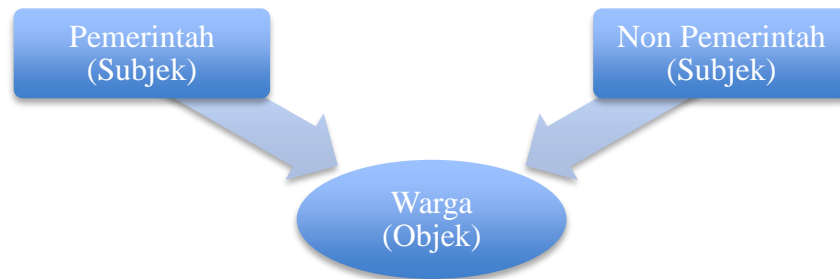 Pemerintah
(Subjek)
Non Pemerintah
(Subjek)
Warga
(Objek)